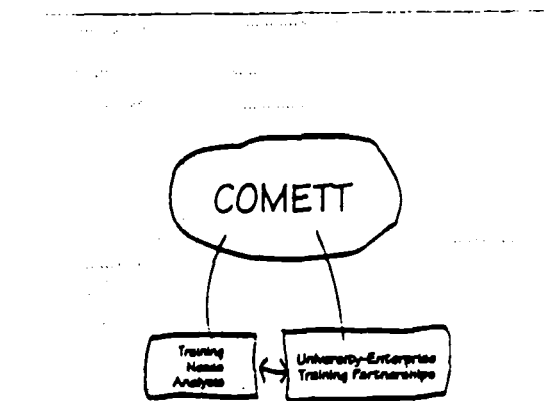 COMETT
Training
Needs
Analysis
University-Enterprise
Training Partnerships